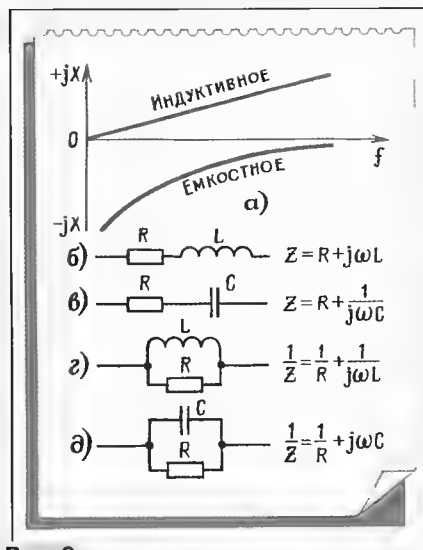 +jX
ИНДУКТИВНОЕ
0
f
ЕМКОСТНОЕ
-jX
а)
б) R L Z = R + jωL
в) R C Z = R + 1/jωC
г) L R 1/Z = 1/R + 1/jωL
д) C R 1/Z = 1/R + jωC